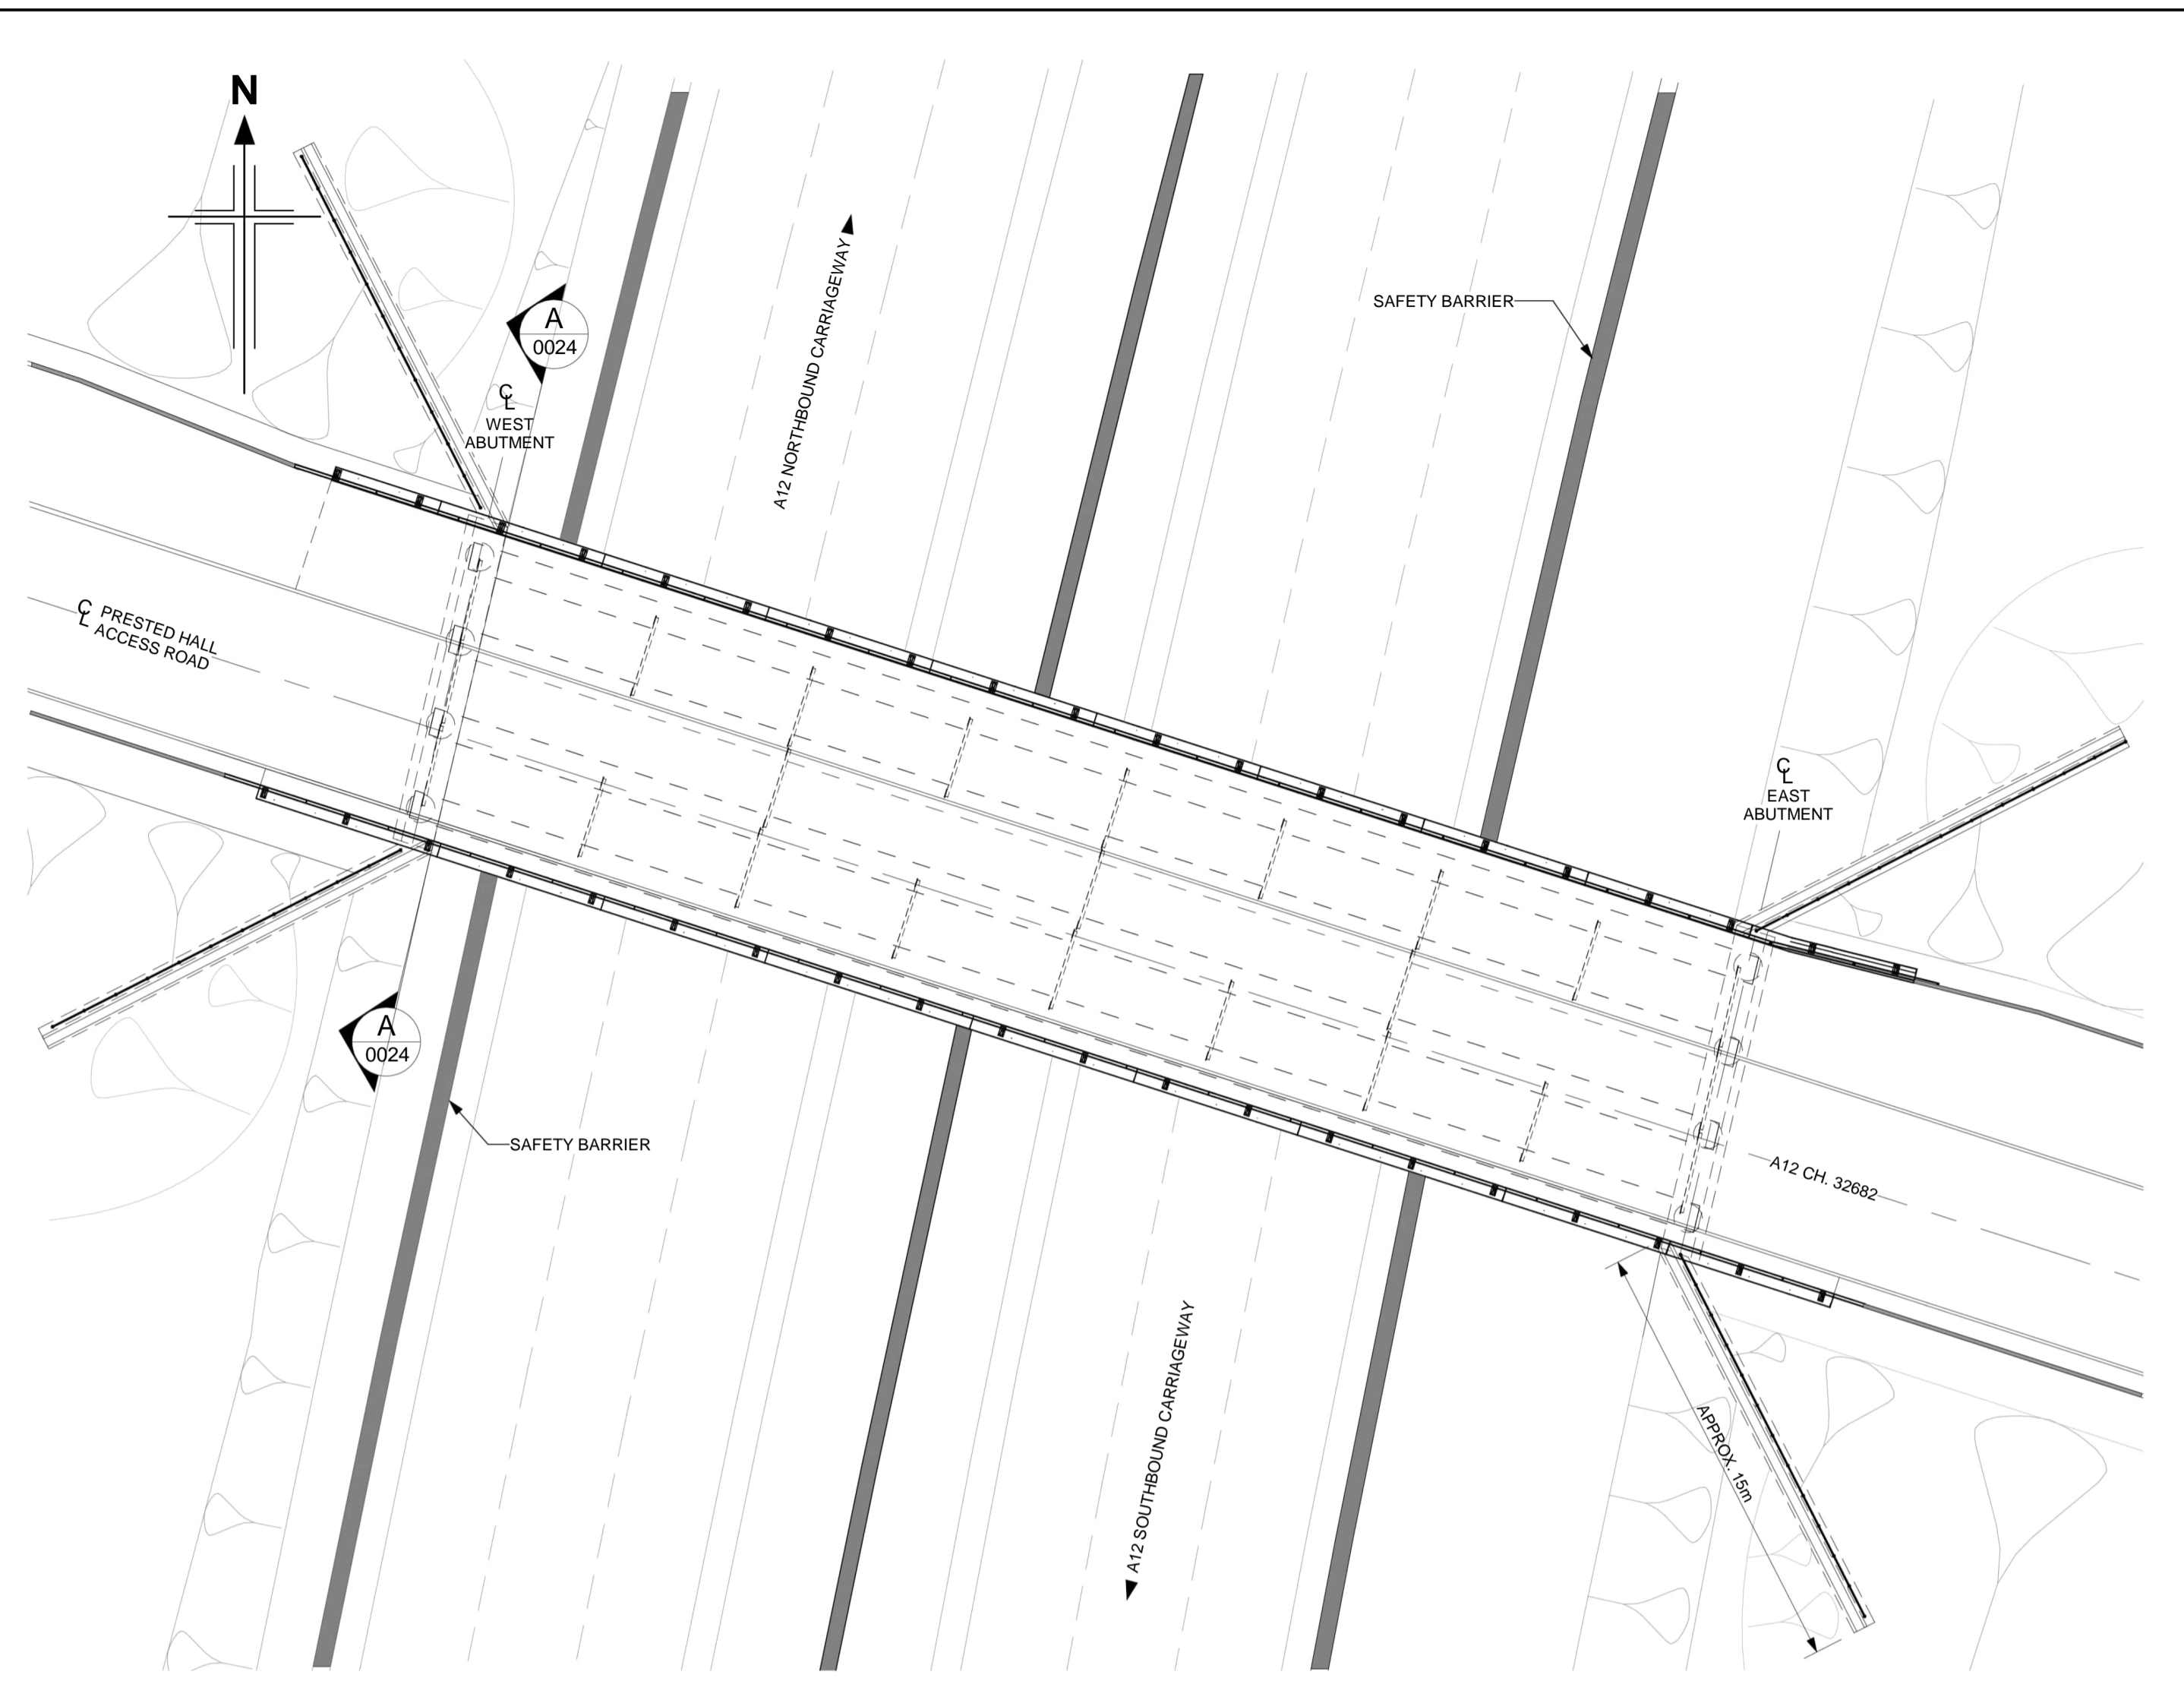 N
A12 NORTHBOUND CARRIAGEWAY
SAFETY BARRIER
A
0024
CL
WEST
ABUTMENT
CL PRESTED HALL
ACCESS ROAD
CL
EAST
ABUTMENT
A
0024
SAFETY BARRIER
A12 CH. 32682
A12 SOUTHBOUND CARRIAGEWAY
APPROX. 15m